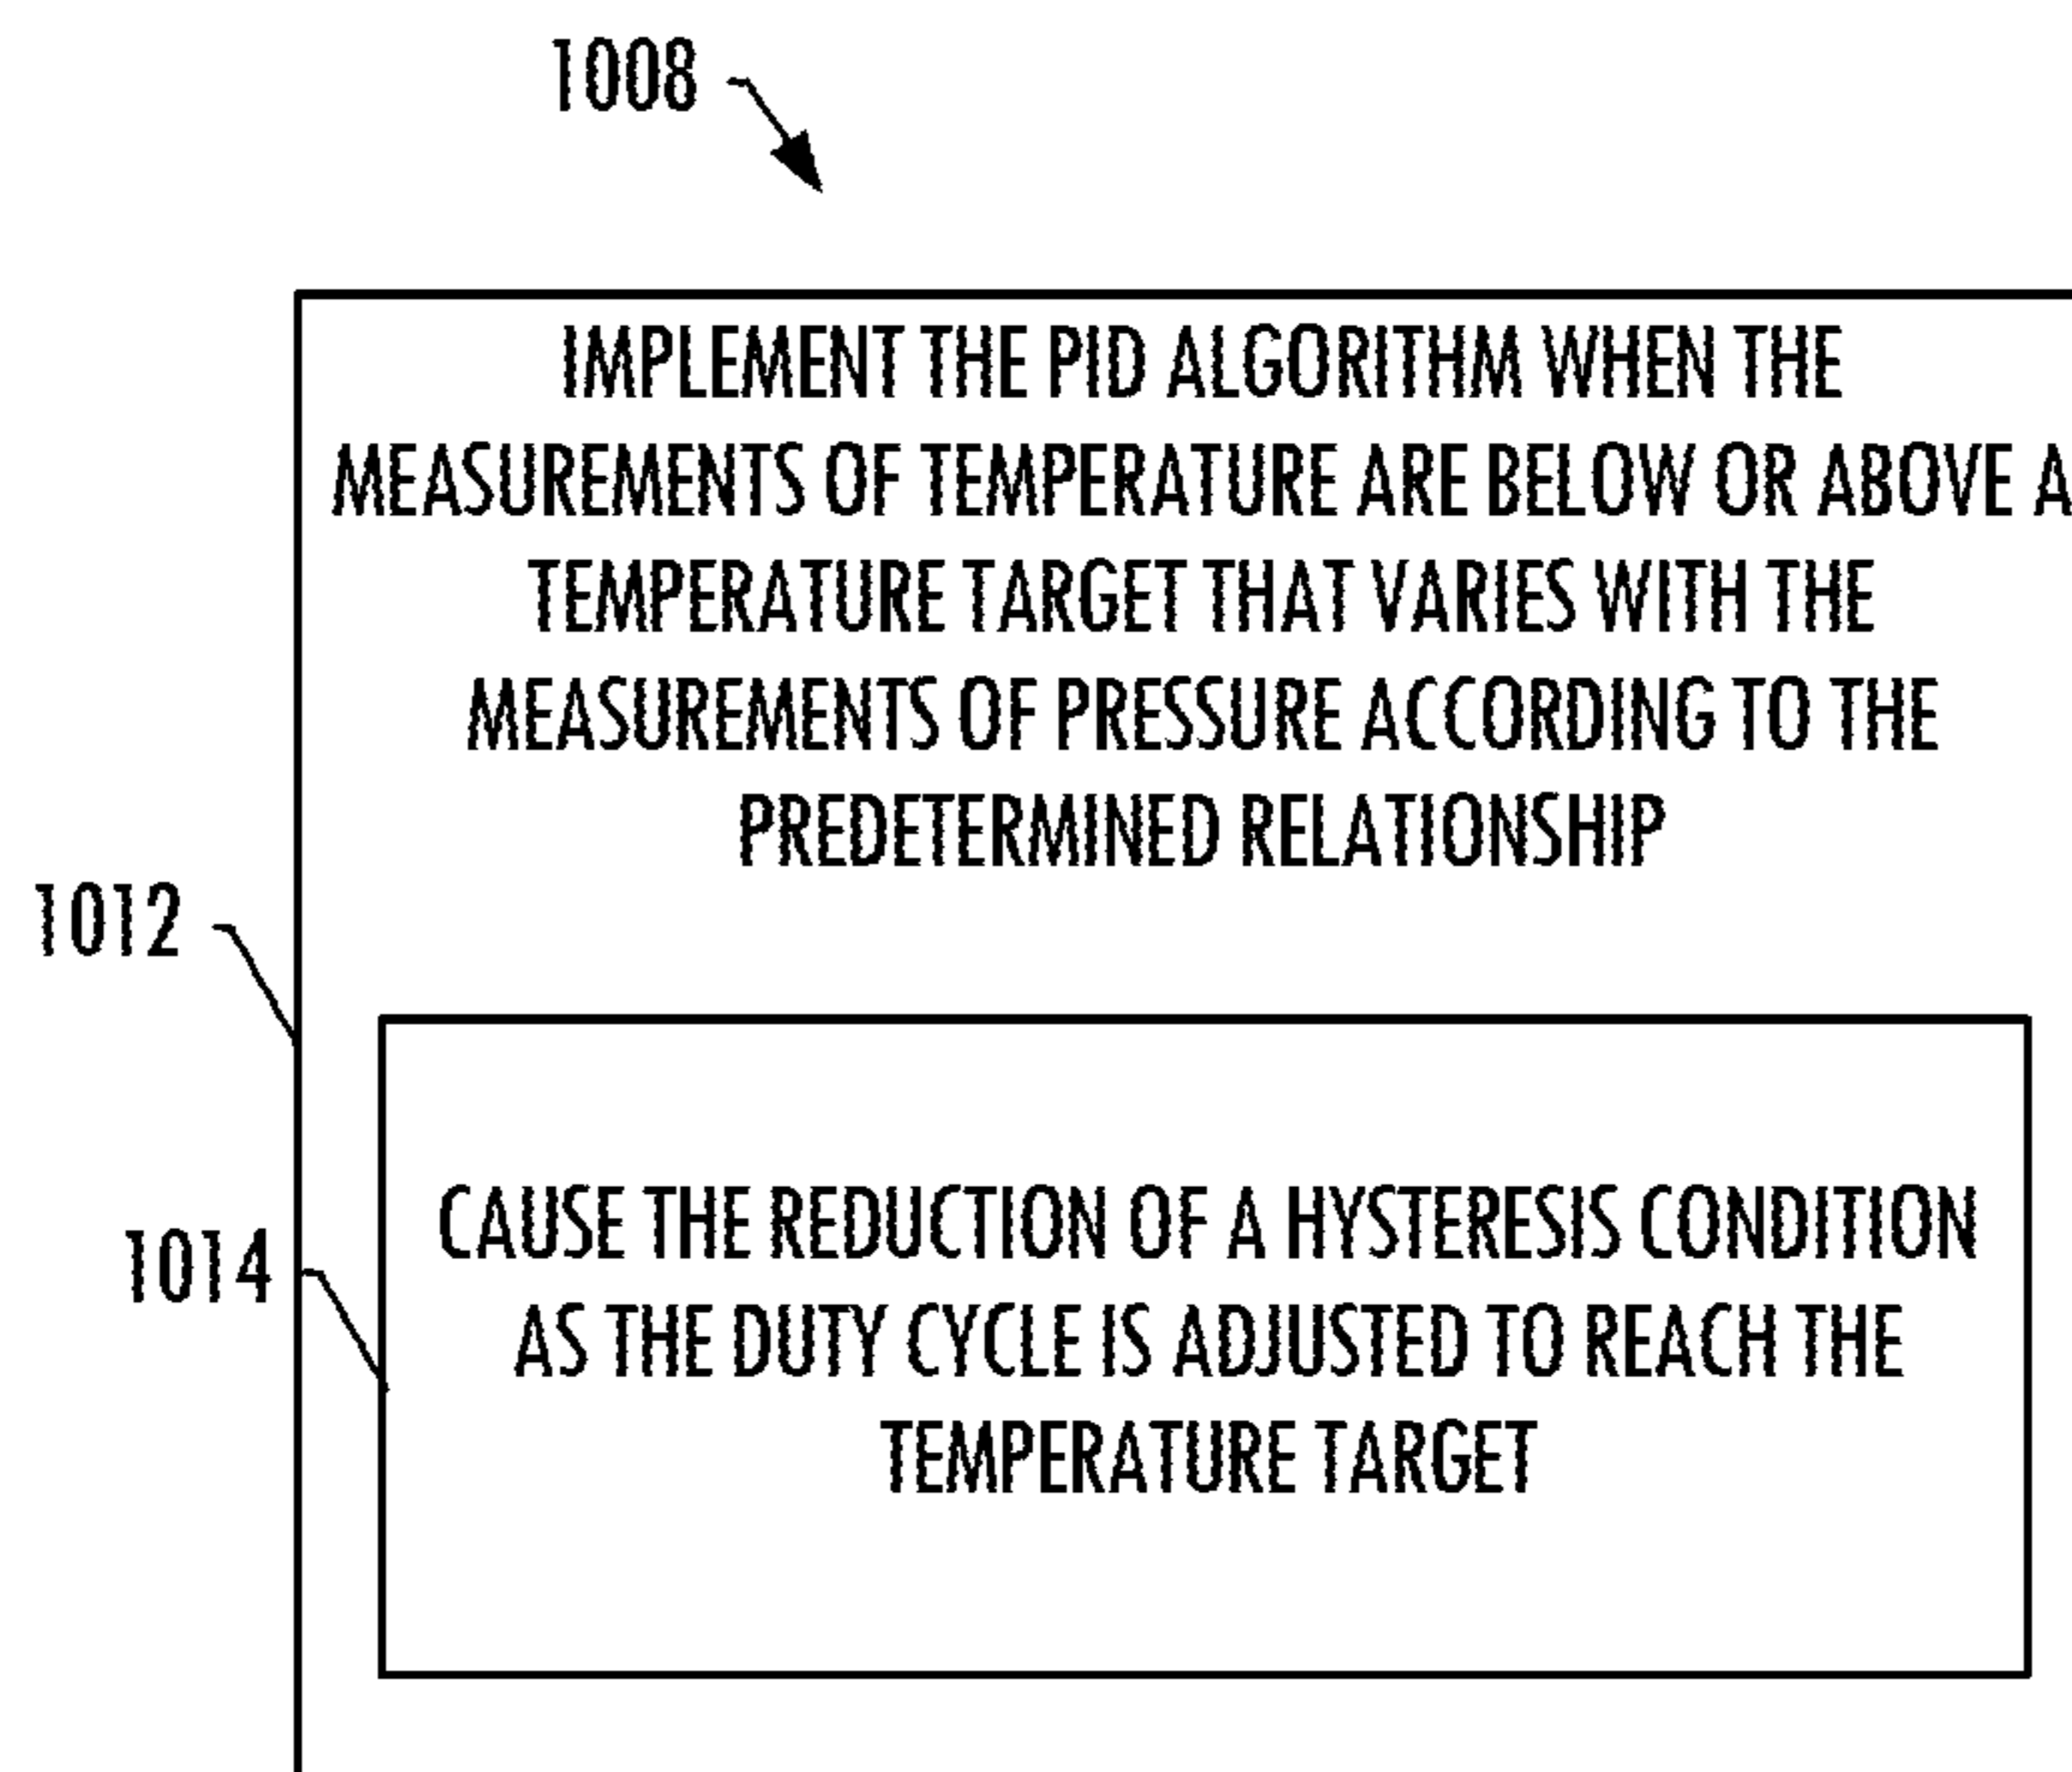 1008
IMPLEMENT THE PID ALGORITHM WHEN THE
MEASUREMENTS OF TEMPERATURE ARE BELOW OR ABOVE A
TEMPERATURE TARGET THAT VARIES WITH THE
MEASUREMENTS OF PRESSURE ACCORDING TO THE
PREDETERMINED RELATIONSHIP
1012
1014
CAUSE THE REDUCTION OF A HYSTERESIS CONDITION
AS THE DUTY CYCLE IS ADJUSTED TO REACH THE
TEMPERATURE TARGET